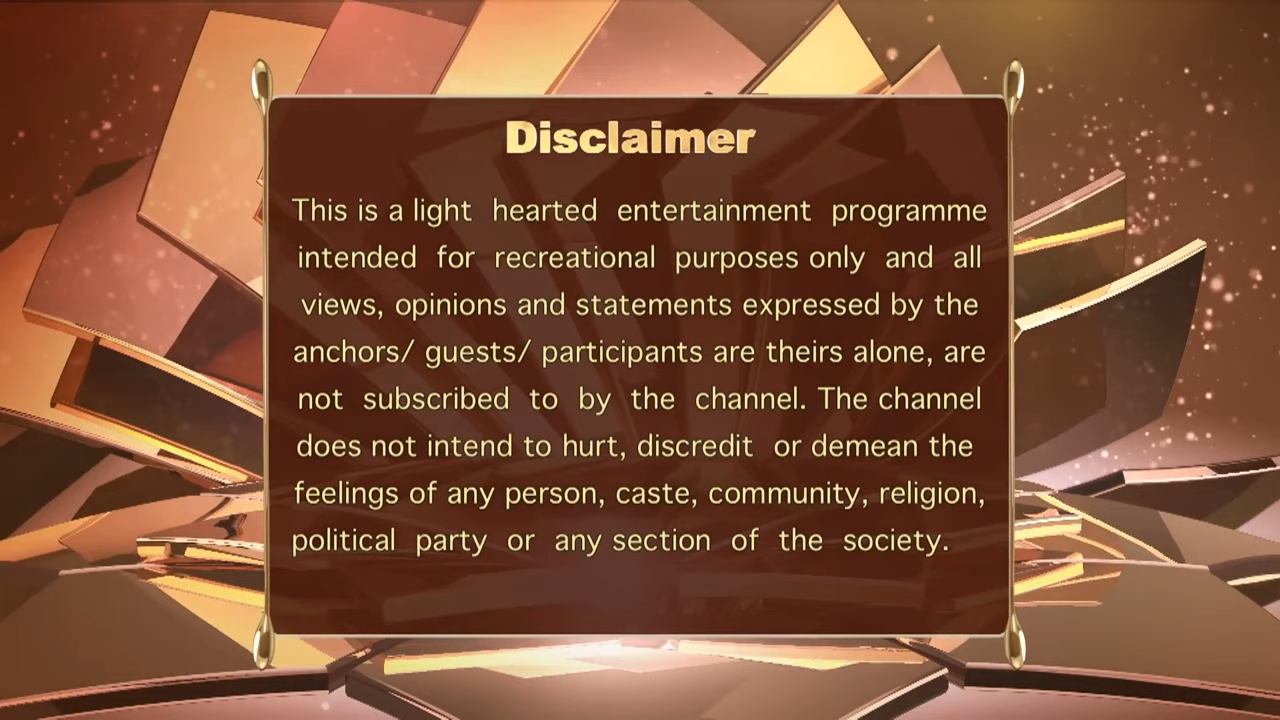 Disclaimer
This is a light hearted entertainment programme
intended for recreational purposes only and all
views, opinions and statements expressed by the
anchors/ guests/ participants are theirs alone, are
not subscribed to by the channel. The channel
does not intend to hurt, discredit or demean the
feelings of any person, caste, community, religion,
political party or any section of the society.